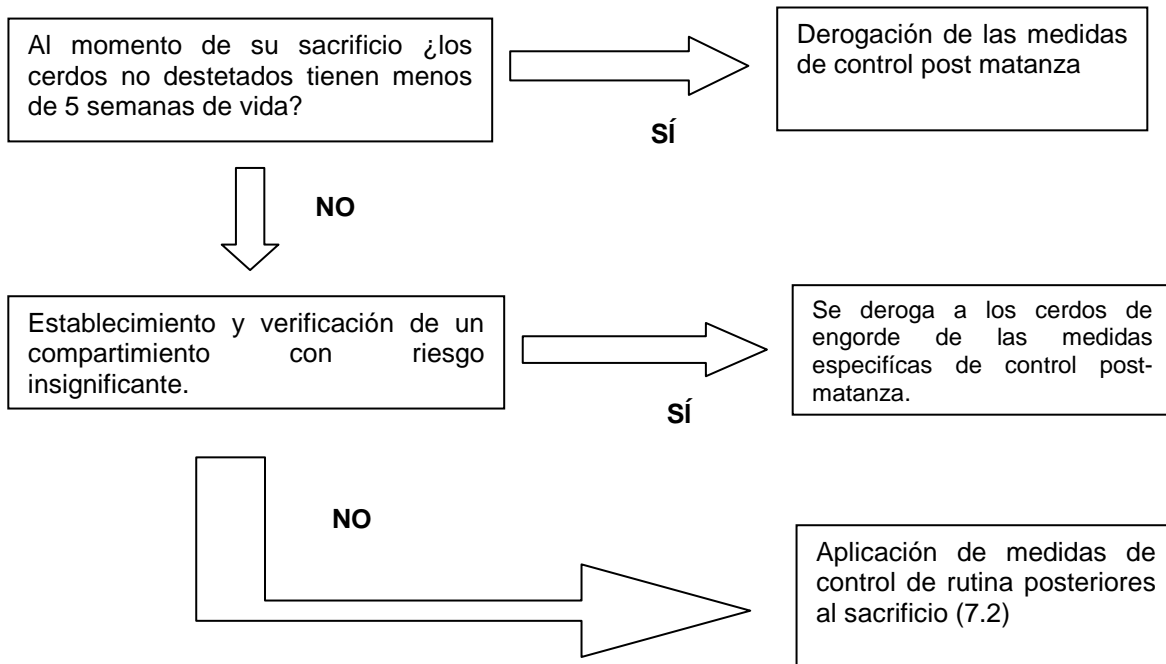 Al momento de su sacrificio ¿los
cerdos no destetados tienen menos
de 5 semanas de vida?
Derogación de las medidas
de control post matanza
SÍ
NO
Establecimiento y verificación de un
compartimiento con riesgo
insignificante.
Se deroga a los cerdos de
engorde de las medidas
especifícas de control post-
matanza.
SÍ
NO
Aplicación de medidas de
control de rutina posteriores
al sacrificio (7.2)